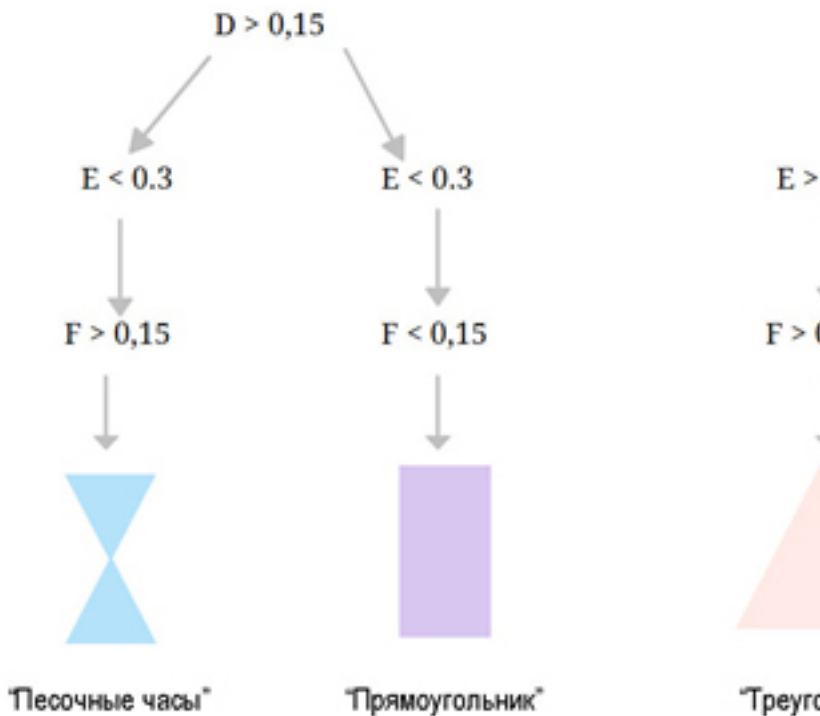 D > 0,15
E < 0.3
E < 0.3
E >
F > 0,15
F < 0,15
F >
"Песочные часы"
"Прямоугольник"